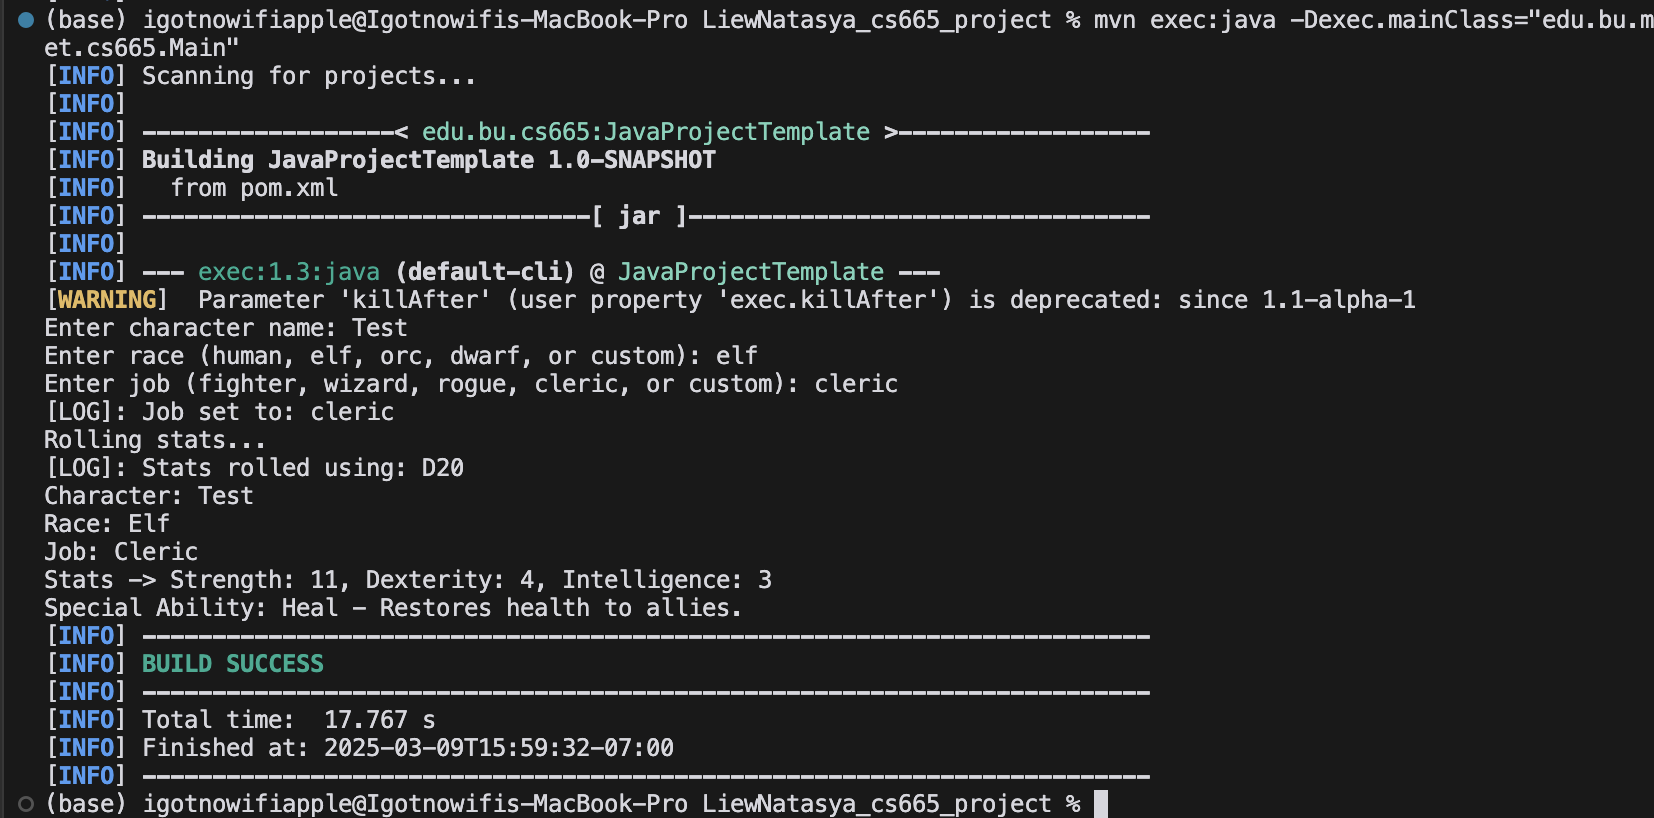 (base) igotnowifiapple@Igotnowifis-MacBook-Pro LiewNatasya_cs665_project % mvn exec:java -Dexec.mainClass="edu.bu.m
et.cs665.Main"
[INFO] Scanning for projects...
[INFO]
[INFO] ------------------< edu.bu.cs665:JavaProjectTemplate >------------------
[INFO] Building JavaProjectTemplate 1.0-SNAPSHOT
[INFO]   from pom.xml
[INFO] --------------------------------[ jar ]---------------------------------
[INFO]
[INFO] --- exec:1.3:java (default-cli) @ JavaProjectTemplate ---
[WARNING]  Parameter 'killAfter' (user property 'exec.killAfter') is deprecated: since 1.1-alpha-1
Enter character name: Test
Enter race (human, elf, orc, dwarf, or custom): elf
Enter job (fighter, wizard, rogue, cleric, or custom): cleric
[LOG]: Job set to: cleric
Rolling stats...
[LOG]: Stats rolled using: D20
Character: Test
Race: Elf
Job: Cleric
Stats -> Strength: 11, Dexterity: 4, Intelligence: 3
Special Ability: Heal - Restores health to allies.
[INFO] ------------------------------------------------------------------------
[INFO] BUILD SUCCESS
[INFO] ------------------------------------------------------------------------
[INFO] Total time:  17.767 s
[INFO] Finished at: 2025-03-09T15:59:32-07:00
[INFO] ------------------------------------------------------------------------
(base) igotnowifiapple@Igotnowifis-MacBook-Pro LiewNatasya_cs665_project %